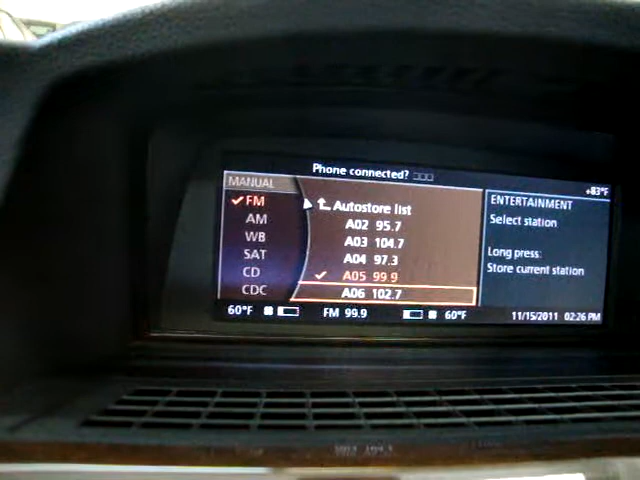 Phone connected? □□□
+83°F
MANUAL
FM
AM
WB
SAT
CD
CDC
Autostore list
A02 95.7
A03 104.7
A04 97.3
A05 99.9
A06 102.7
ENTERTAINMENT
Select station
Long press:
Store current station
60°F
FM 99.9
60°F
11/15/2011 02:26 PM